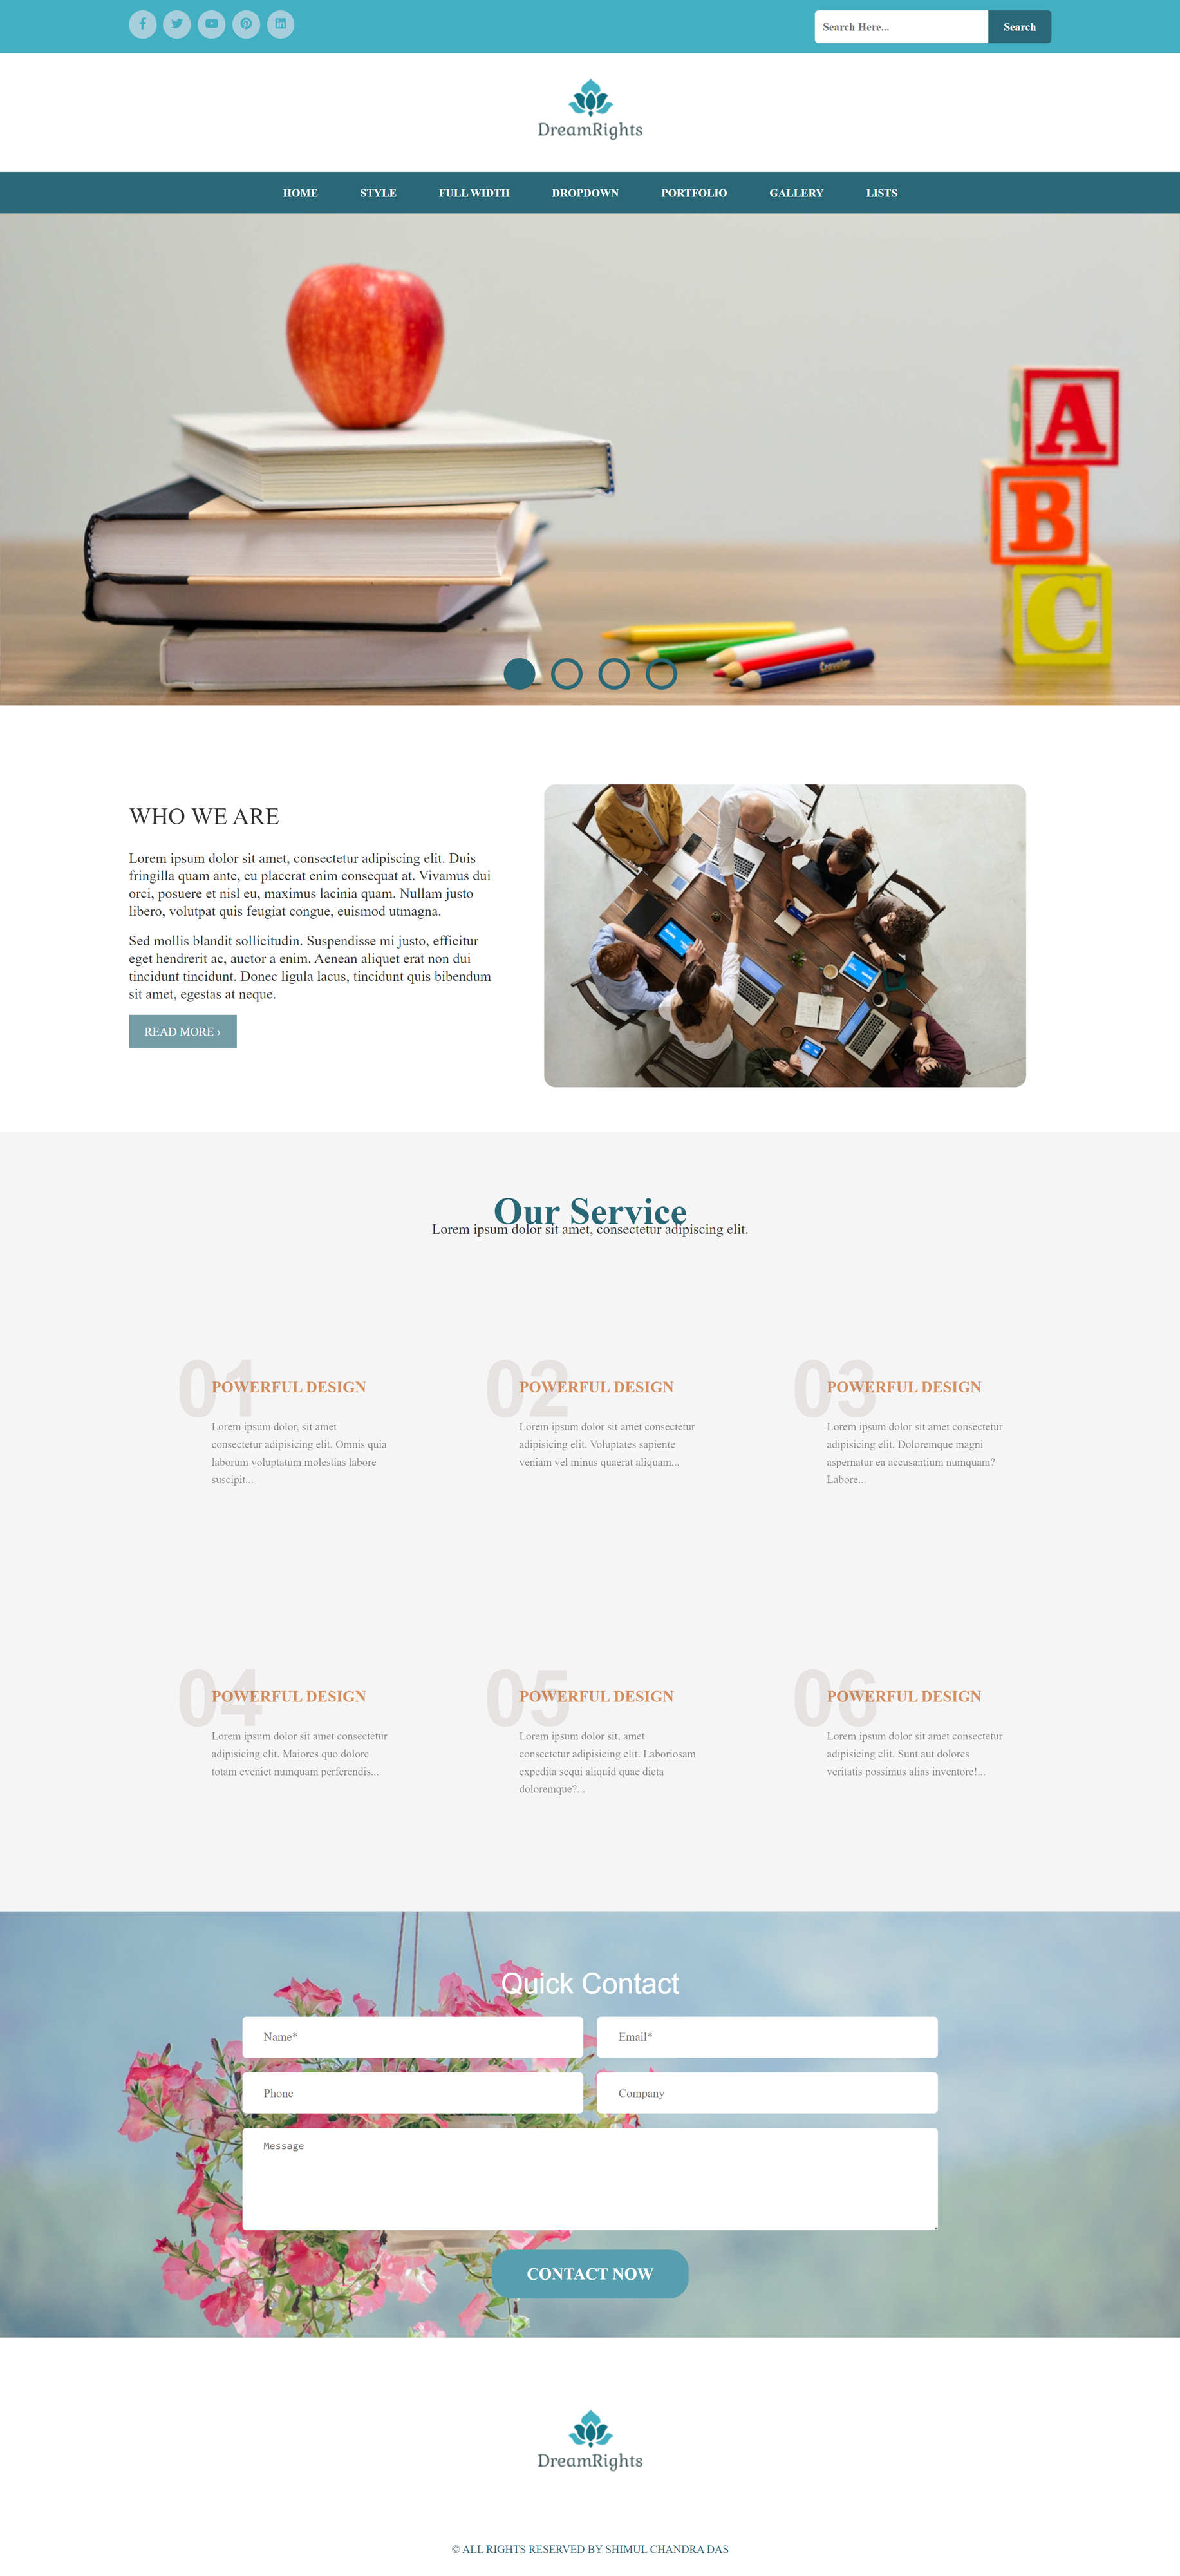 Search Here...
Search
DreamRights
HOME STYLE FULL WIDTH DROPDOWN PORTFOLIO GALLERY LISTS
A
B
C
Crayola
WHO WE ARE
Lorem ipsum dolor sit amet, consectetur adipiscing elit. Duis
fringilla quam ante, eu placerat enim consequat at. Vivamus dui
orci, posuere et nisl eu, maximus lacinia quam. Nullam justo
libero, volutpat quis feugiat congue, euismod utmagna.
Sed mollis blandit sollicitudin. Suspendisse mi justo, efficitur
eget hendrerit ac, auctor a enim. Aenean aliquet erat non dui
tincidunt tincidunt. Donec ligula lacus, tincidunt quis bibendum
sit amet, egestas at neque.
READ MORE ›
Our Service
Lorem ipsum dolor sit amet, consectetur adipiscing elit.
01
POWERFUL DESIGN
Lorem ipsum dolor, sit amet
consectetur adipisicing elit. Omnis quia
laborum voluptatum molestias labore
suscipit...
02
POWERFUL DESIGN
Lorem ipsum dolor sit amet consectetur
adipisicing elit. Voluptates sapiente
veniam vel minus quaerat aliquam...
03
POWERFUL DESIGN
Lorem ipsum dolor sit amet consectetur
adipisicing elit. Doloremque magni
aspernatur ea accusantium numquam?
Labore...
04
POWERFUL DESIGN
Lorem ipsum dolor sit amet consectetur
adipisicing elit. Maiores quo dolore
totam eveniet numquam perferendis...
05
POWERFUL DESIGN
Lorem ipsum dolor sit, amet
consectetur adipisicing elit. Laboriosam
expedita sequi aliquid quae dicta
doloremque?...
06
POWERFUL DESIGN
Lorem ipsum dolor sit amet consectetur
adipisicing elit. Sunt aut dolores
veritatis possimus alias inventore!...
Quick Contact
Name*
Email*
Phone
Company
Message
CONTACT NOW
DreamRights
© ALL RIGHTS RESERVED BY SHIMUL CHANDRA DAS